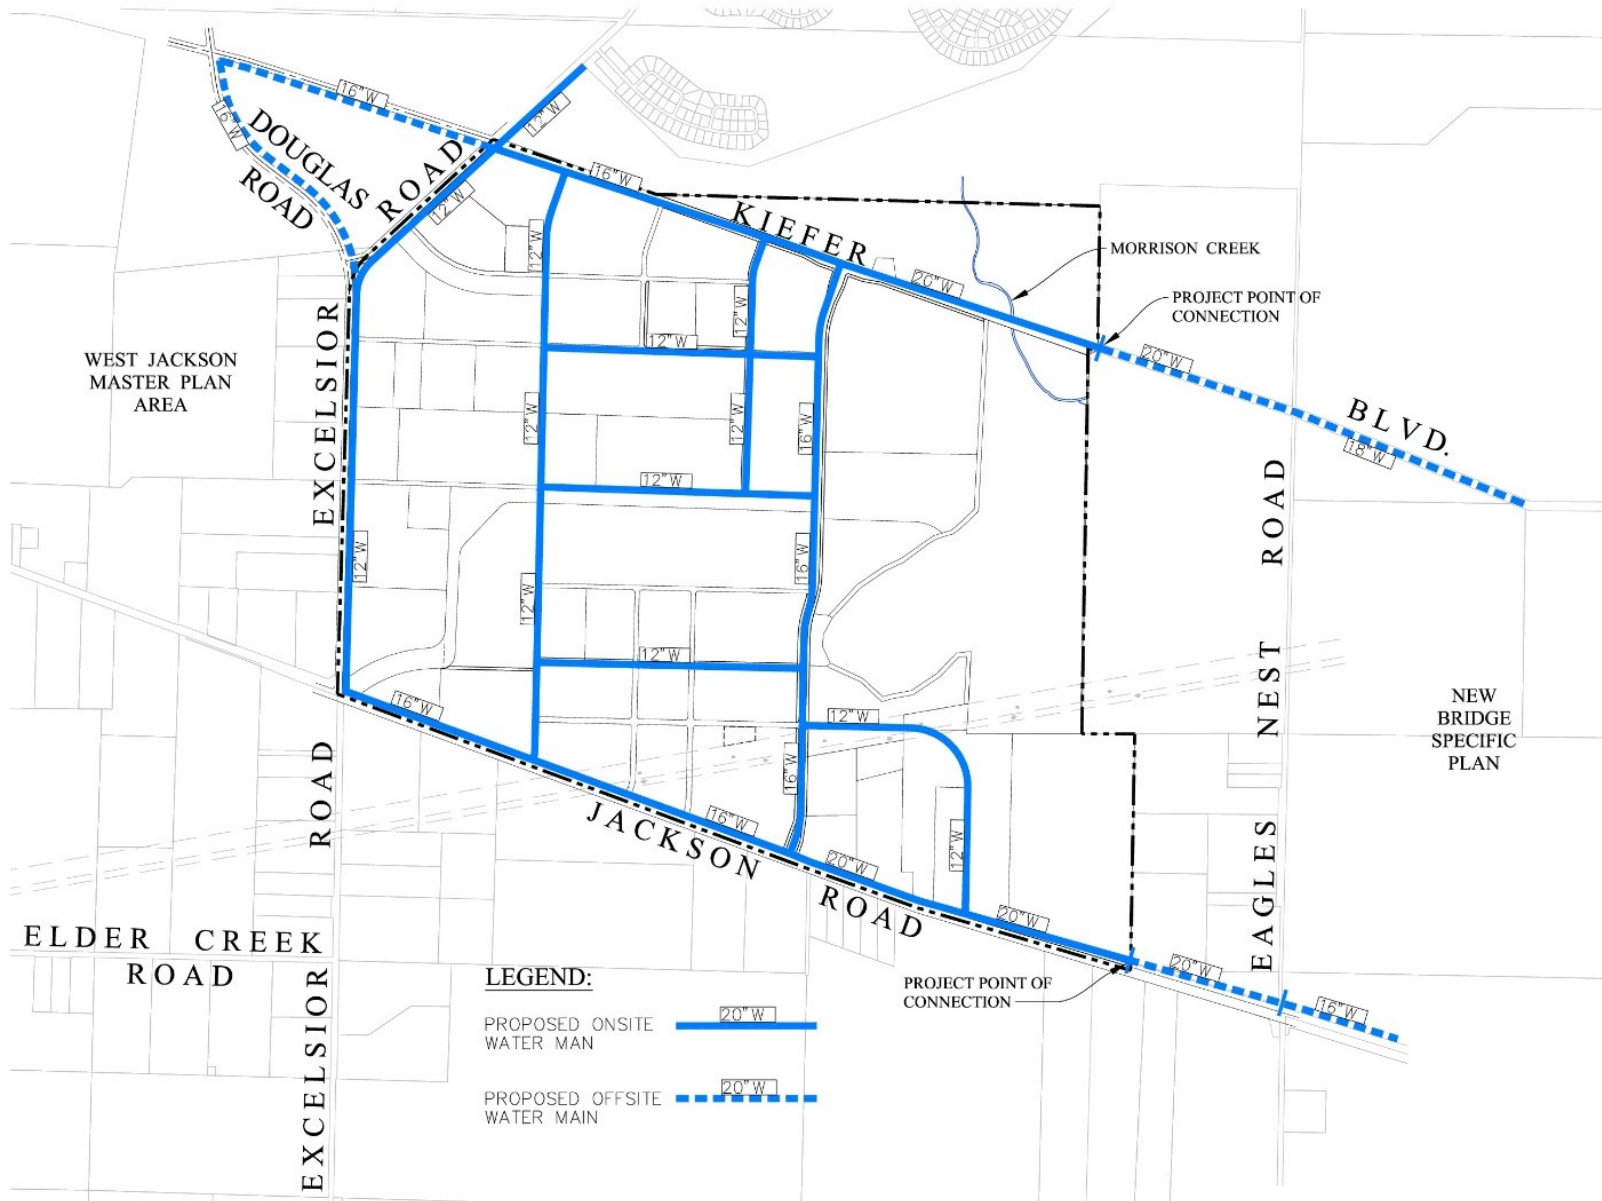 16"W
12"W
16"W
DOUGLAS
ROAD
ROAD
12"W
16"W
KIEFER
12"W
20"W
MORRISON CREEK
PROJECT POINT OF
CONNECTION
12"W
12"W
20"W
EXCELSIOR
WEST JACKSON
MASTER PLAN
AREA
12"W
12"W
16"W
BLVD.
18"W
12"W
12"W
16"W
12"W
EAGLES NEST ROAD
12"W
16"W
12"W
16"W
NEW
BRIDGE
SPECIFIC
PLAN
ROAD
16"W
JACKSON
20"W
12"W
ROAD
20"W
ELDER CREEK
ROAD
EXCELSIOR
20"W
16"W
PROJECT POINT OF
CONNECTION
LEGEND:
PROPOSED ONSITE
WATER MAN
20"W
PROPOSED OFFSITE
WATER MAIN
20"W